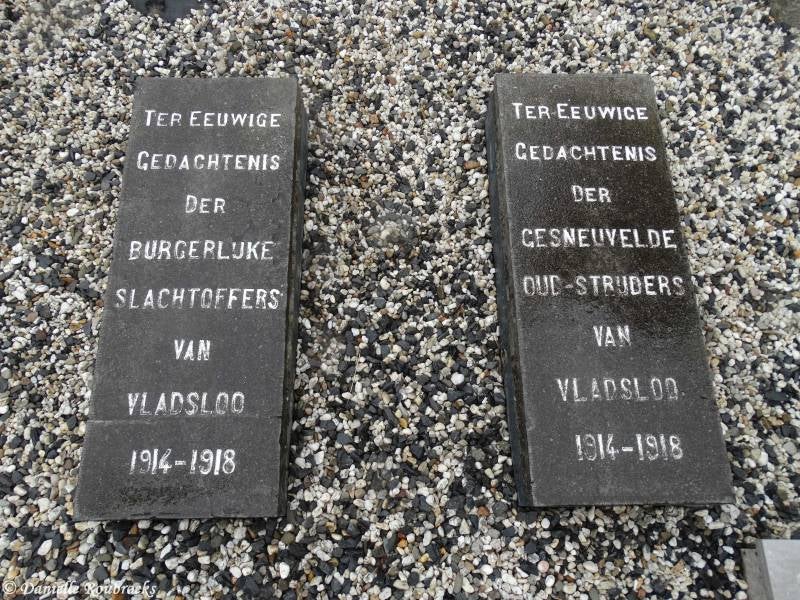 TER EEUWIGE
GEDACHTENIS
DER
BURGERLIJKE
SLACHTOFFERS
VAN
VLADSLOO
1914-1918
TER EEUWIGE
GEDACHTENIS
DER
GESNEUVELDE
OUD-STRIJDERS
VAN
VLADSLOO
1914-1918
© Danielle Roubroeks